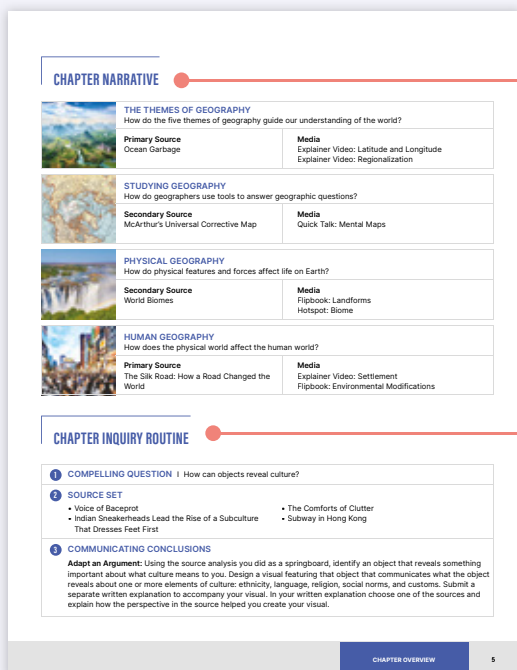 CHAPTER NARRATIVE
THE THEMES OF GEOGRAPHY
How do the five themes of geography guide our understanding of the world?
Primary Source
Ocean Garbage
Media
Explainer Video: Latitude and Longitude
Explainer Video: Regionalization
STUDYING GEOGRAPHY
How do geographers use tools to answer geographic questions?
Secondary Source
McArthur's Universal Corrective Map
Media
Quick Talk: Mental Maps
PHYSICAL GEOGRAPHY
How do physical features and forces affect life on Earth?
Secondary Source
World Biomes
Media
Flipbook: Landforms
Hotspot: Biome
HUMAN GEOGRAPHY
How does the physical world affect the human world?
Primary Source
The Silk Road: How a Road Changed the
World
Media
Explainer Video: Settlement
Flipbook: Environmental Modifications
CHAPTER INQUIRY ROUTINE
1 COMPELLING QUESTION | How can objects reveal culture?
2 SOURCE SET
• Voice of Baceprot
• Indian Sneakerheads Lead the Rise of a Subculture
That Dresses Feet First
• The Comforts of Clutter
• Subway in Hong Kong
3 COMMUNICATING CONCLUSIONS
Adapt an Argument: Using the source analysis you did as a springboard, identify an object that reveals something
important about what culture means to you. Design a visual featuring that object that communicates what the object
reveals about one or more elements of culture: ethnicity, language, religion, social norms, and customs. Submit a
separate written explanation to accompany your visual. In your written explanation choose one of the sources and
explain how the perspective in the source helped you create your visual.
CHAPTER OVERVIEW 5